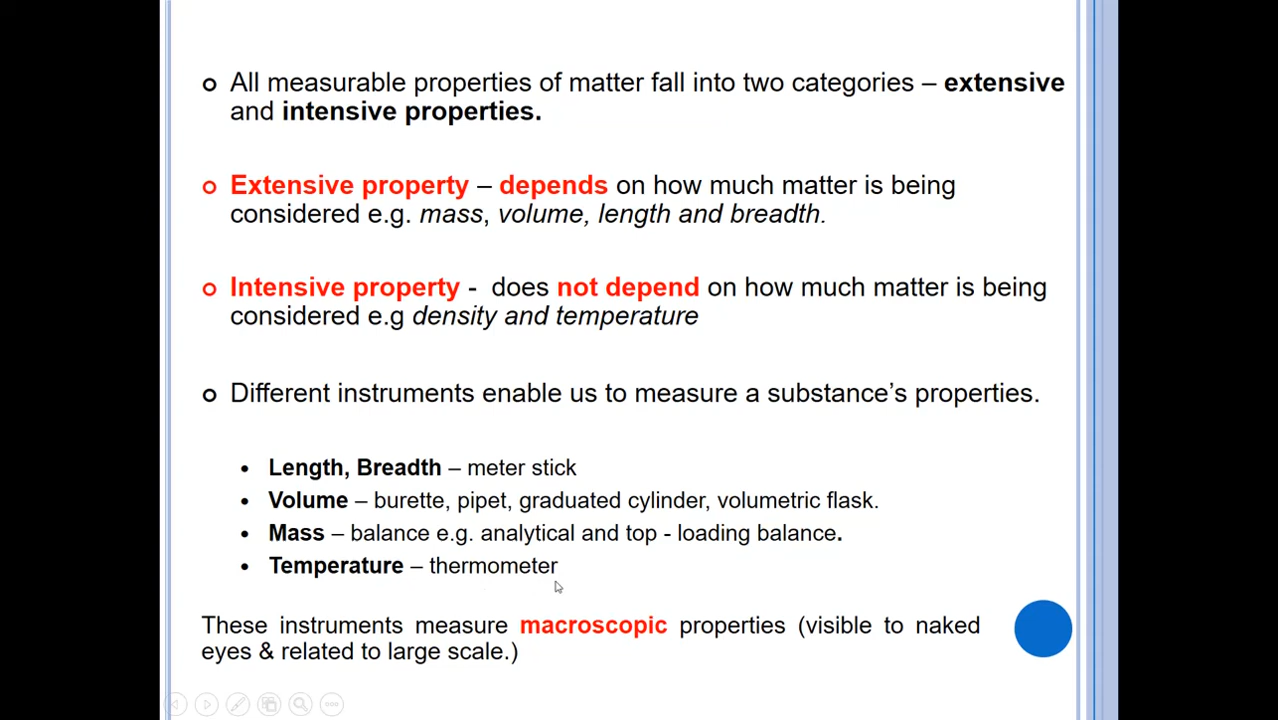 All measurable properties of matter fall into two categories – extensive
and intensive properties.
Extensive property – depends on how much matter is being
considered e.g. mass, volume, length and breadth.
Intensive property - does not depend on how much matter is being
considered e.g density and temperature
Different instruments enable us to measure a substance’s properties.
Length, Breadth – meter stick
Volume – burette, pipet, graduated cylinder, volumetric flask.
Mass – balance e.g. analytical and top - loading balance.
Temperature – thermometer
These instruments measure macroscopic properties (visible to naked
eyes & related to large scale.)